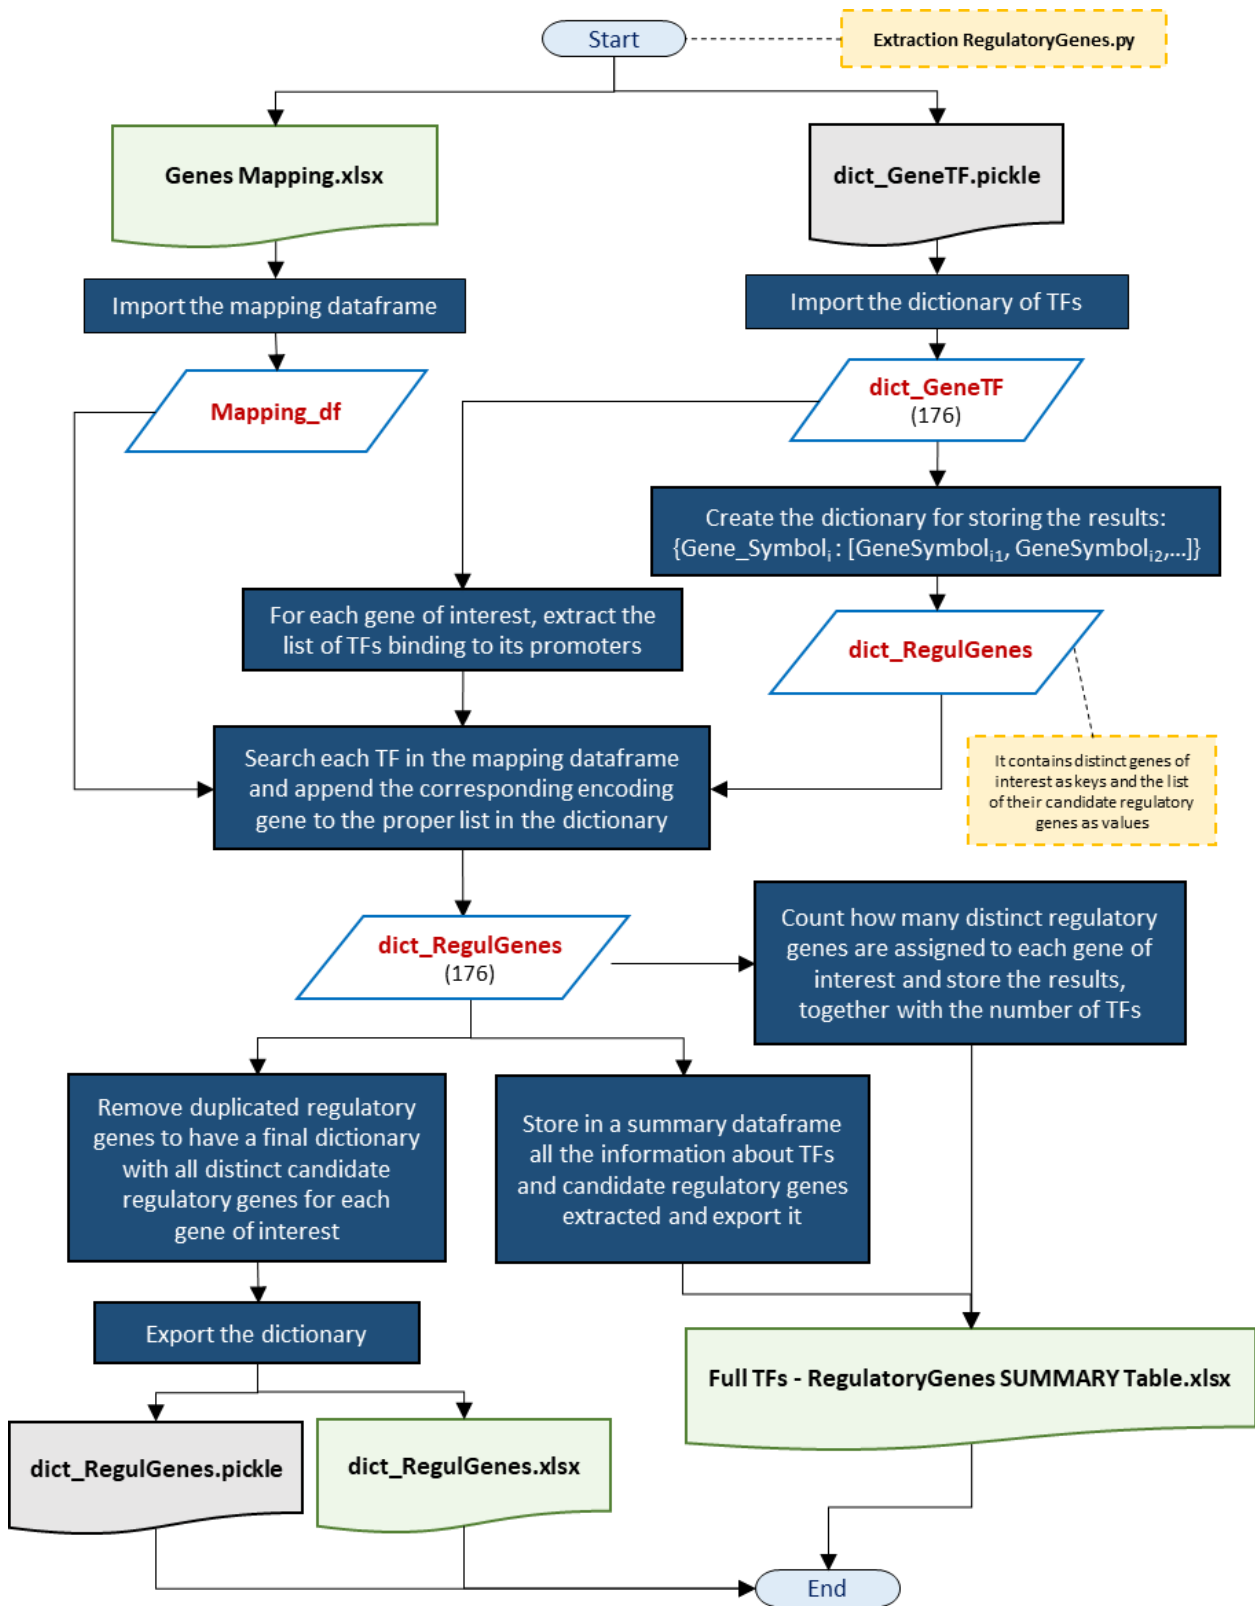 Start
Extraction RegulatoryGenes.py
Genes Mapping.xlsx
dict_GeneTF.pickle
Import the mapping dataframe
Import the dictionary of TFs
Mapping_df
dict_GeneTF
(176)
Create the dictionary for storing the results:
{Gene_Symbolᵢ : [GeneSymbolᵢ₁, GeneSymbolᵢ₂,...]}
For each gene of interest, extract the
list of TFs binding to its promoters
dict_RegulGenes
Search each TF in the mapping dataframe
and append the corresponding encoding
gene to the proper list in the dictionary
It contains distinct genes of
interest as keys and the list
of their candidate regulatory
genes as values
dict_RegulGenes
(176)
Count how many distinct regulatory
genes are assigned to each gene of
interest and store the results,
together with the number of TFs
Remove duplicated regulatory
genes to have a final dictionary
with all distinct candidate
regulatory genes for each
gene of interest
Store in a summary dataframe
all the information about TFs
and candidate regulatory genes
extracted and export it
Export the dictionary
Full TFs - RegulatoryGenes SUMMARY Table.xlsx
dict_RegulGenes.pickle
dict_RegulGenes.xlsx
End